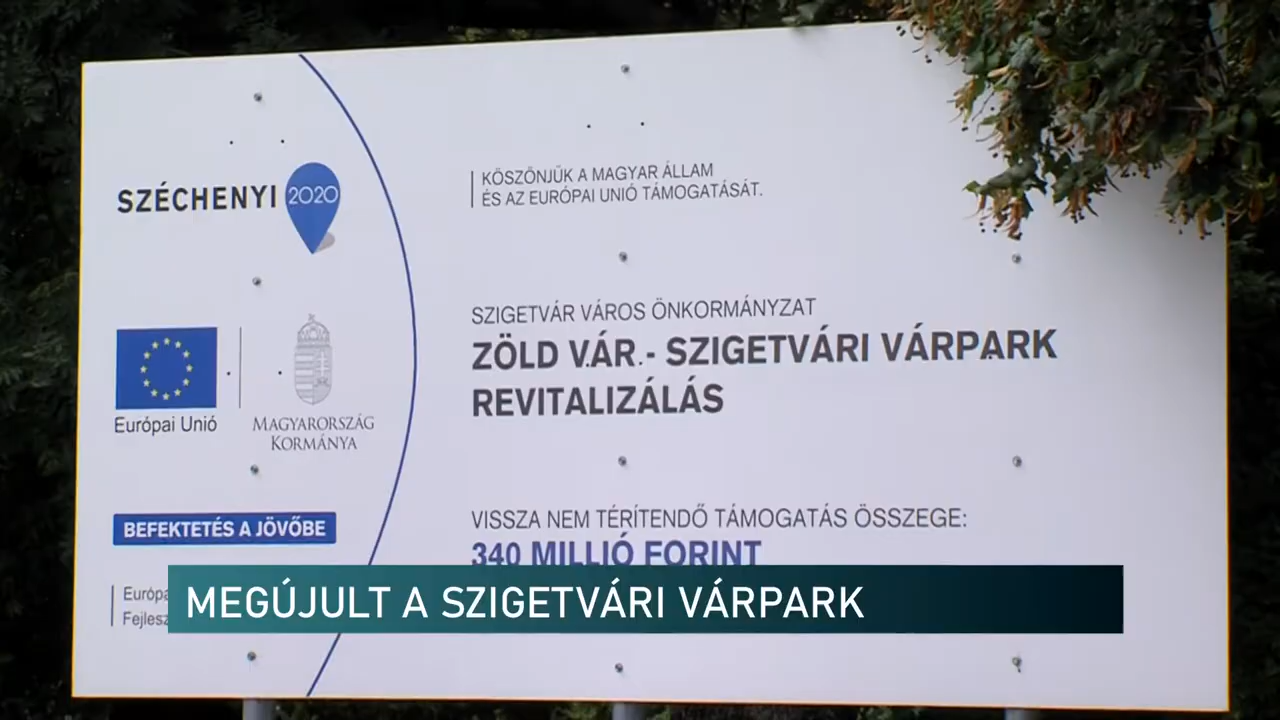 SZÉCHENYI 2020
KÖSZÖNJÜK A MAGYAR ÁLLAM
ÉS AZ EURÓPAI UNIÓ TÁMOGATÁSÁT.
SZIGETVÁR VÁROS ÖNKORMÁNYZAT
ZÖLD VÁR - SZIGETVÁRI VÁRPARK
REVITALIZÁLÁS
Európai Unió
MAGYARORSZÁG
KORMÁNYA
VISSZA NEM TÉRÍTENDŐ TÁMOGATÁS ÖSSZEGE:
340 MILLIÓ FORINT
BEFEKTETÉS A JÖVŐBE
MEGÚJULT A SZIGETVÁRI VÁRPARK